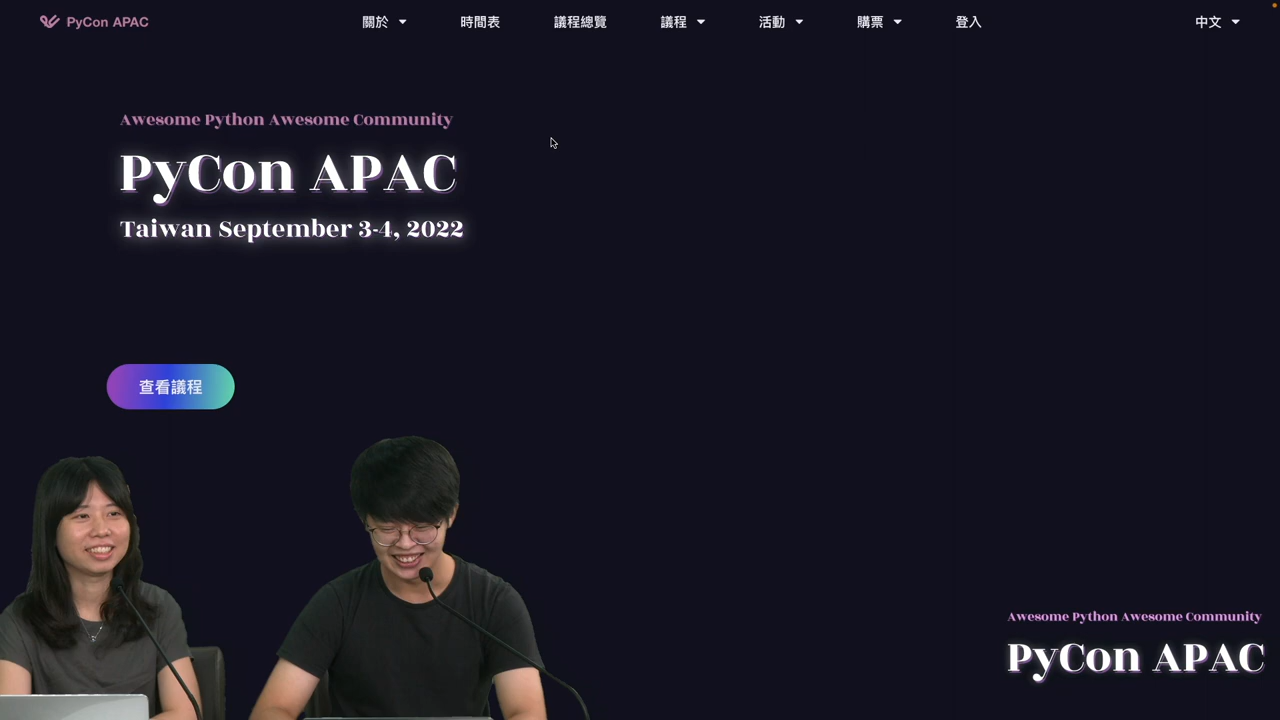 PyCon APAC
關於
時間表
議程總覽
議程
活動
購票
登入
中文
Awesome Python Awesome Community
PyCon APAC
Taiwan September 3-4, 2022
查看議程
Awesome Python Awesome Community
PyCon APAC